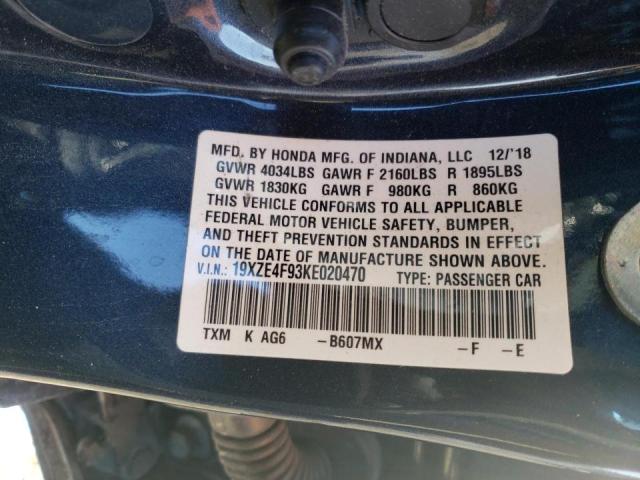 MFD. BY HONDA MFG. OF INDIANA, LLC 12/'18
GVWR 4034LBS GAWR F 2160LBS R 1895LBS
GVWR 1830KG GAWR F 980KG R 860KG
THIS VEHICLE CONFORMS TO ALL APPLICABLE
FEDERAL MOTOR VEHICLE SAFETY, BUMPER,
AND THEFT PREVENTION STANDARDS IN EFFECT
ON THE DATE OF MANUFACTURE SHOWN ABOVE.
V.I.N.: 19XZE4F93KE020470 TYPE: PASSENGER CAR
TXM K AG6 –B607MX –F –E